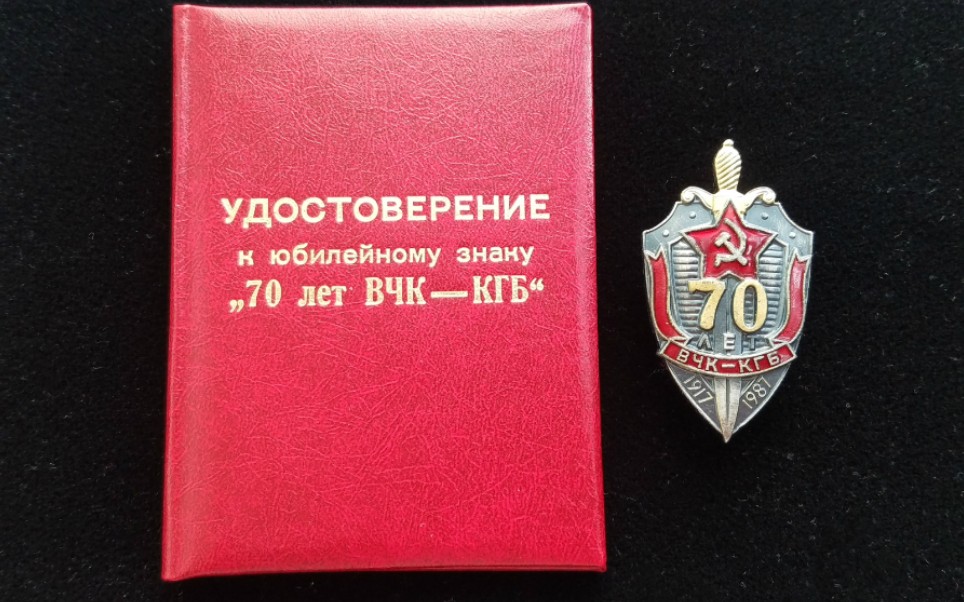 УДОСТОВЕРЕНИЕ
к юбилейному знаку
„70 лет ВЧК—КГБ“
70
ЛЕТ
ВЧК—КГБ
1917 1987